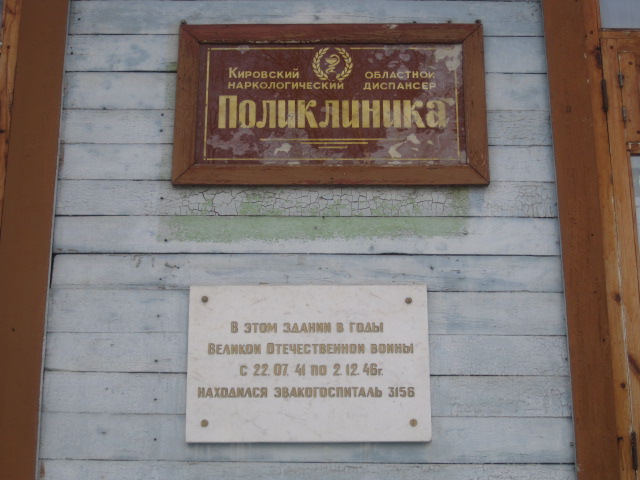 Кировский областной
наркологический диспансер
Поликлиника
В этом здании в годы
Великой Отечественной войны
с 22.07.41 по 2.12.46г.
находился эвакогоспиталь 3156